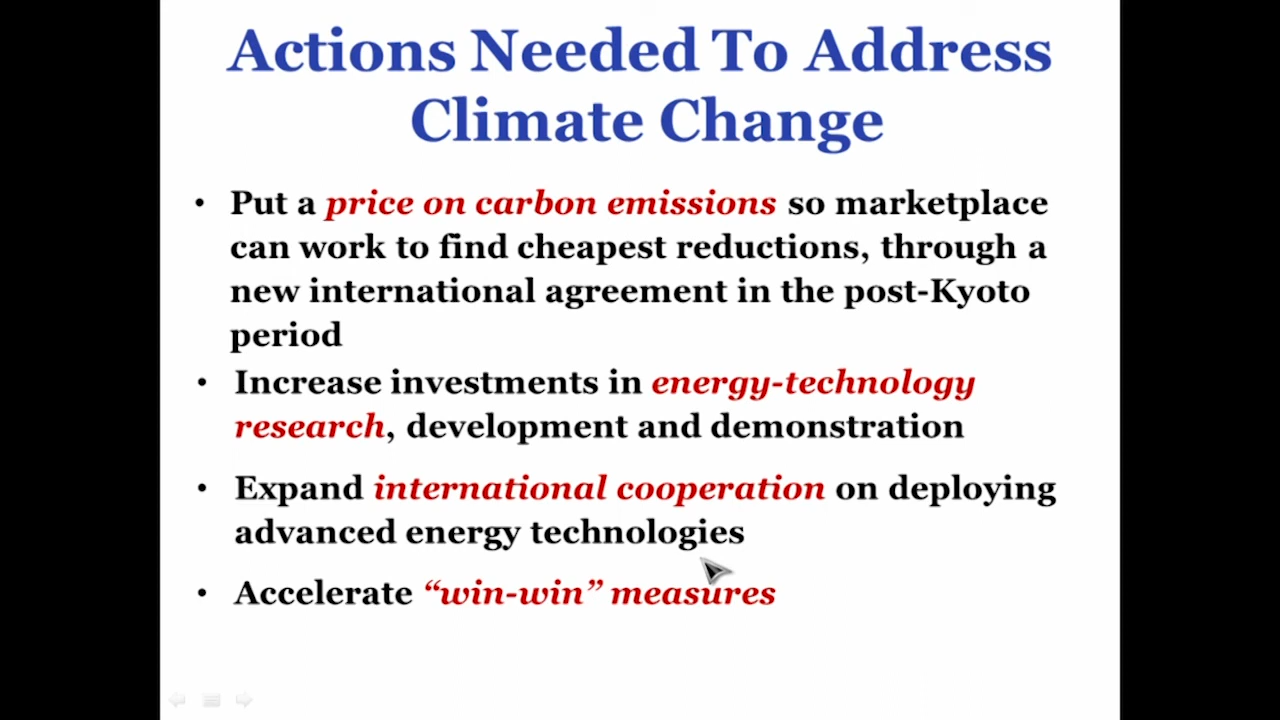 Actions Needed To Address
Climate Change
• Put a price on carbon emissions so marketplace
can work to find cheapest reductions, through a
new international agreement in the post-Kyoto
period
• Increase investments in energy-technology
research, development and demonstration
• Expand international cooperation on deploying
advanced energy technologies
• Accelerate “win-win” measures